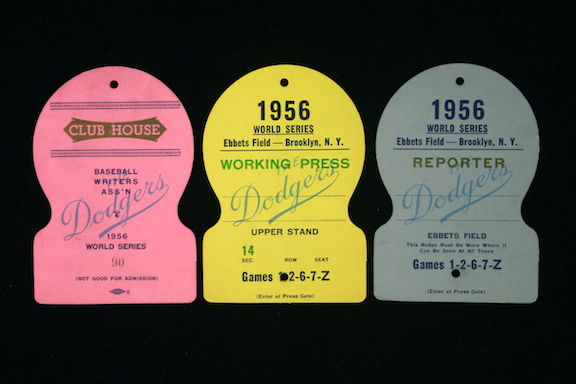 CLUB HOUSE
BASEBALL
WRITERS
ASS'N
The
Dodgers
1956
WORLD SERIES
90
(NOT GOOD FOR ADMISSION)
1956
WORLD SERIES
Ebbets Field — Brooklyn, N. Y.
WORKING PRESS
The
Dodgers
UPPER STAND
14
SEC. ROW SEAT
Games 1-2-6-7-Z
(Enter at Press Gate)
1956
WORLD SERIES
Ebbets Field — Brooklyn, N. Y.
REPORTER
The
Dodgers
EBBETS FIELD
This Badge Must Be Worn Where It
Can Be Seen At All Times
Games 1-2-6-7-Z
(Enter at Press Gate)